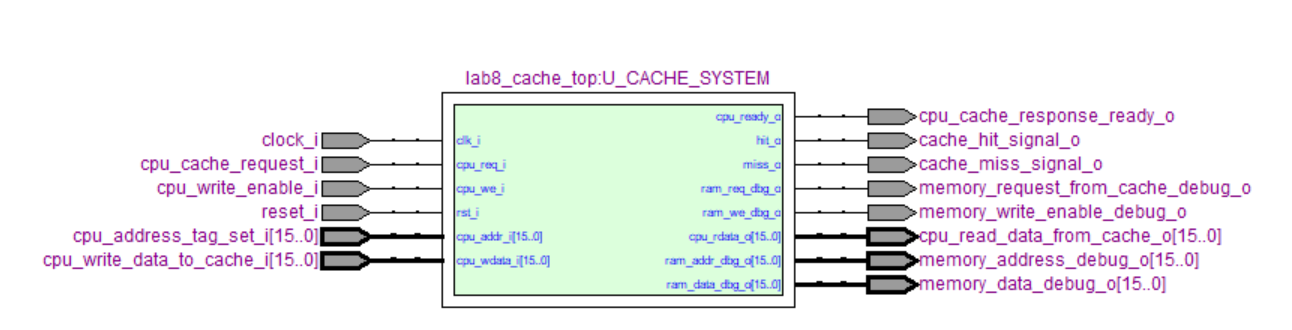 lab8_cache_top:U_CACHE_SYSTEM
cpu_ready_o cpu_cache_response_ready_o
clock_i clk_i hit_o cache_hit_signal_o
cpu_cache_request_i cpu_req_i miss_o cache_miss_signal_o
cpu_write_enable_i cpu_we_i ram_req_dbg_o memory_request_from_cache_debug_o
reset_i rst_i ram_we_dbg_o memory_write_enable_debug_o
cpu_address_tag_set_i[15..0] cpu_addr_i[15..0] cpu_rdata_o[15..0] cpu_read_data_from_cache_o[15..0]
cpu_write_data_to_cache_i[15..0] cpu_wdata_i[15..0] ram_addr_dbg_o[15..0] memory_address_debug_o[15..0]
ram_data_dbg_o[15..0] memory_data_debug_o[15..0]